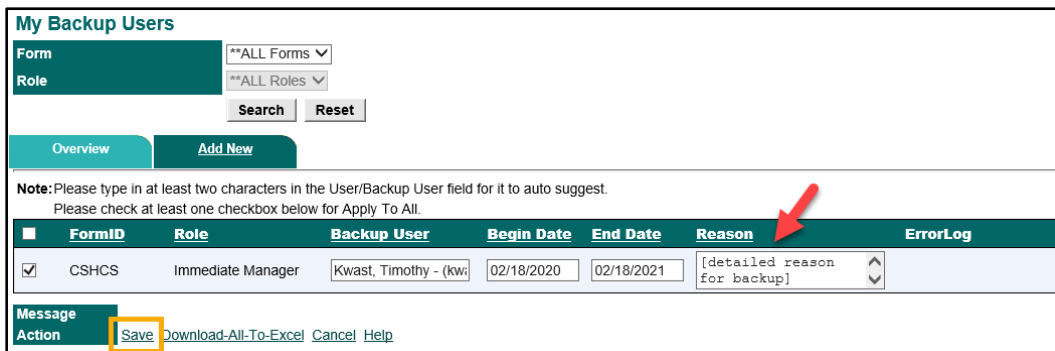 My Backup Users
Form **ALL Forms
Role **ALL Roles
Search Reset
Overview Add New
Note: Please type in at least two characters in the User/Backup User field for it to auto suggest.
Please check at least one checkbox below for Apply To All.
FormID Role Backup User Begin Date End Date Reason ErrorLog
CSHCS Immediate Manager Kwast, Timothy - (kwa 02/18/2020 02/18/2021 [detailed reason
for backup]
Message
Action Save Download-All-To-Excel Cancel Help